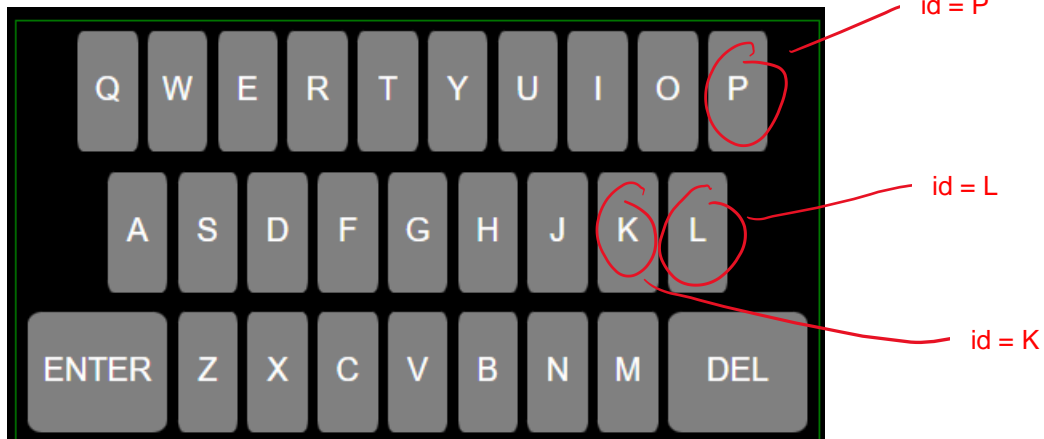 id = P
Q W E R T Y U I O P
id = L
A S D F G H J K L
id = K
ENTER Z X C V B N M DEL